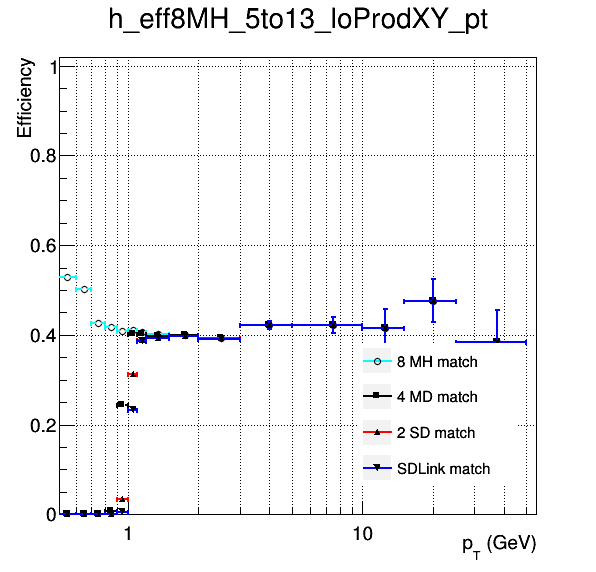 h_eff8MH_5to13_loProdXY_pt
Efficiency
1
0.8
0.6
0.4
0.2
0
8 MH match
4 MD match
2 SD match
SDLink match
1
10
p_T (GeV)